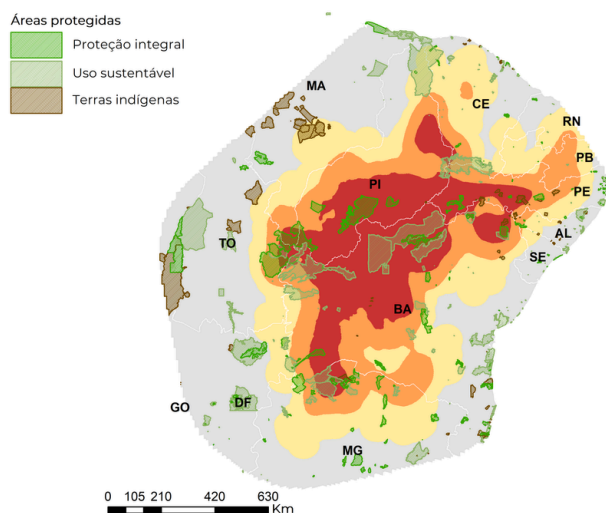 Áreas protegidas
Proteção integral
Uso sustentável
Terras indígenas
MA
CE
RN
PB
PE
PI
AL
SE
TO
BA
DF
GO
MG
0 105 210 420 630
Km